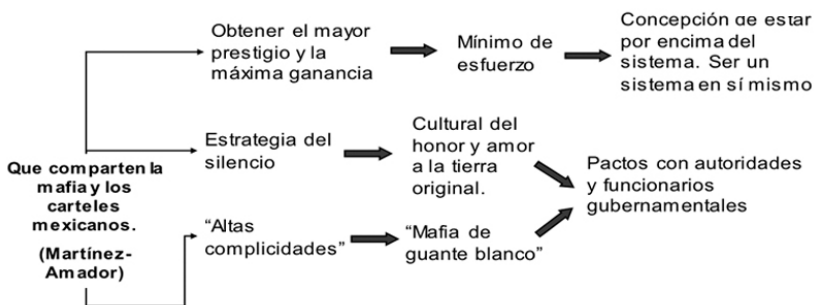 Obtener el mayor
prestigio y la
máxima ganancia
Mínimo de
esfuerzo
Concepción de estar
por encima del
sistema. Ser un
sistema en sí mismo
Que comparten la
mafia y los
carteles
mexicanos.
(Martínez-
Amador)
Estrategia del
silencio
Cultural del
honor y amor
a la tierra
original.
Pactos con autoridades
y funcionarios
gubernamentales
“Altas
complicidades”
“Mafia de
guante blanco”